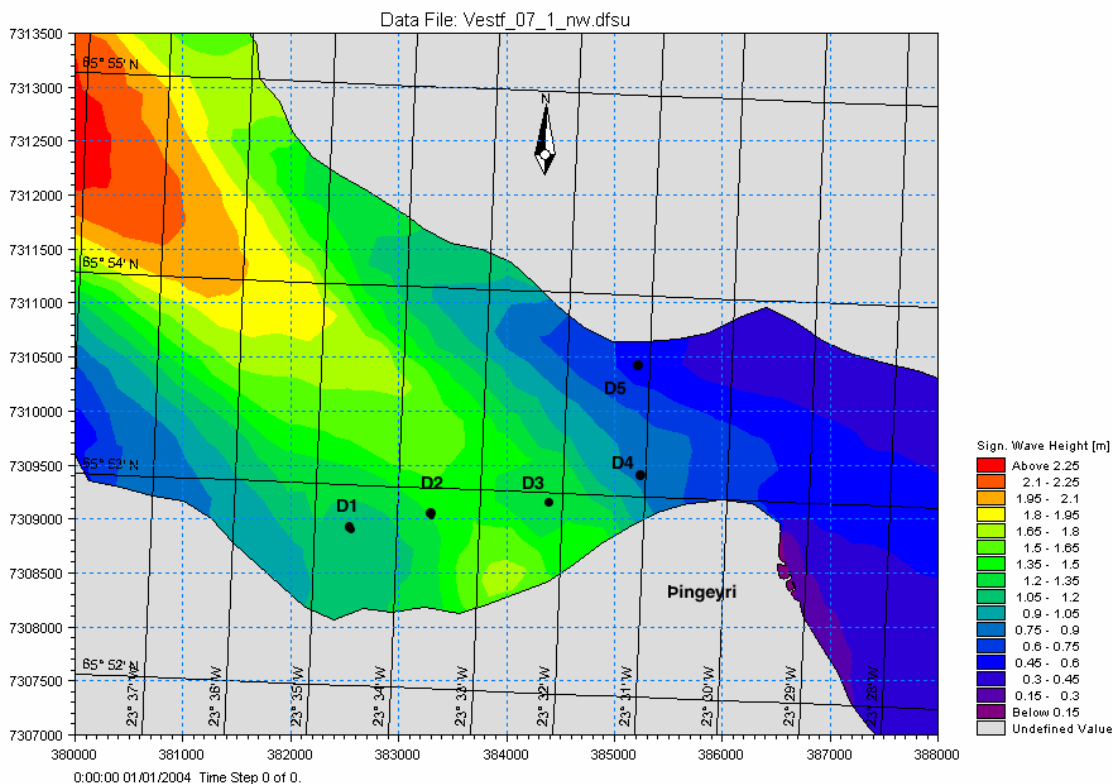 Data File: Vestf_07_1_nw.dfsu
7313500
7313000
7312500
7312000
7311500
7311000
7310500
7310000
7309500
7309000
7308500
7308000
7307500
7307000
65° 55' N
65° 54' N
65° 52' N
65° 52' N
N
D5
D4
D3
D2
D1
Þingeyri
23° 37' W
23° 36' W
23° 35' W
23° 34' W
23° 33' W
23° 32' W
23° 31' W
23° 30' W
23° 29' W
23° 28' W
380000 381000 382000 383000 384000 385000 386000 387000 388000
0:00:00 01/01/2004 Time Step 0 of 0.
Sign. Wave Height [m]
Above 2.25
2.1 - 2.25
1.95 - 2.1
1.8 - 1.95
1.65 - 1.8
1.5 - 1.65
1.35 - 1.5
1.2 - 1.35
1.05 - 1.2
0.9 - 1.05
0.75 - 0.9
0.6 - 0.75
0.45 - 0.6
0.3 - 0.45
0.15 - 0.3
Below 0.15
Undefined Value